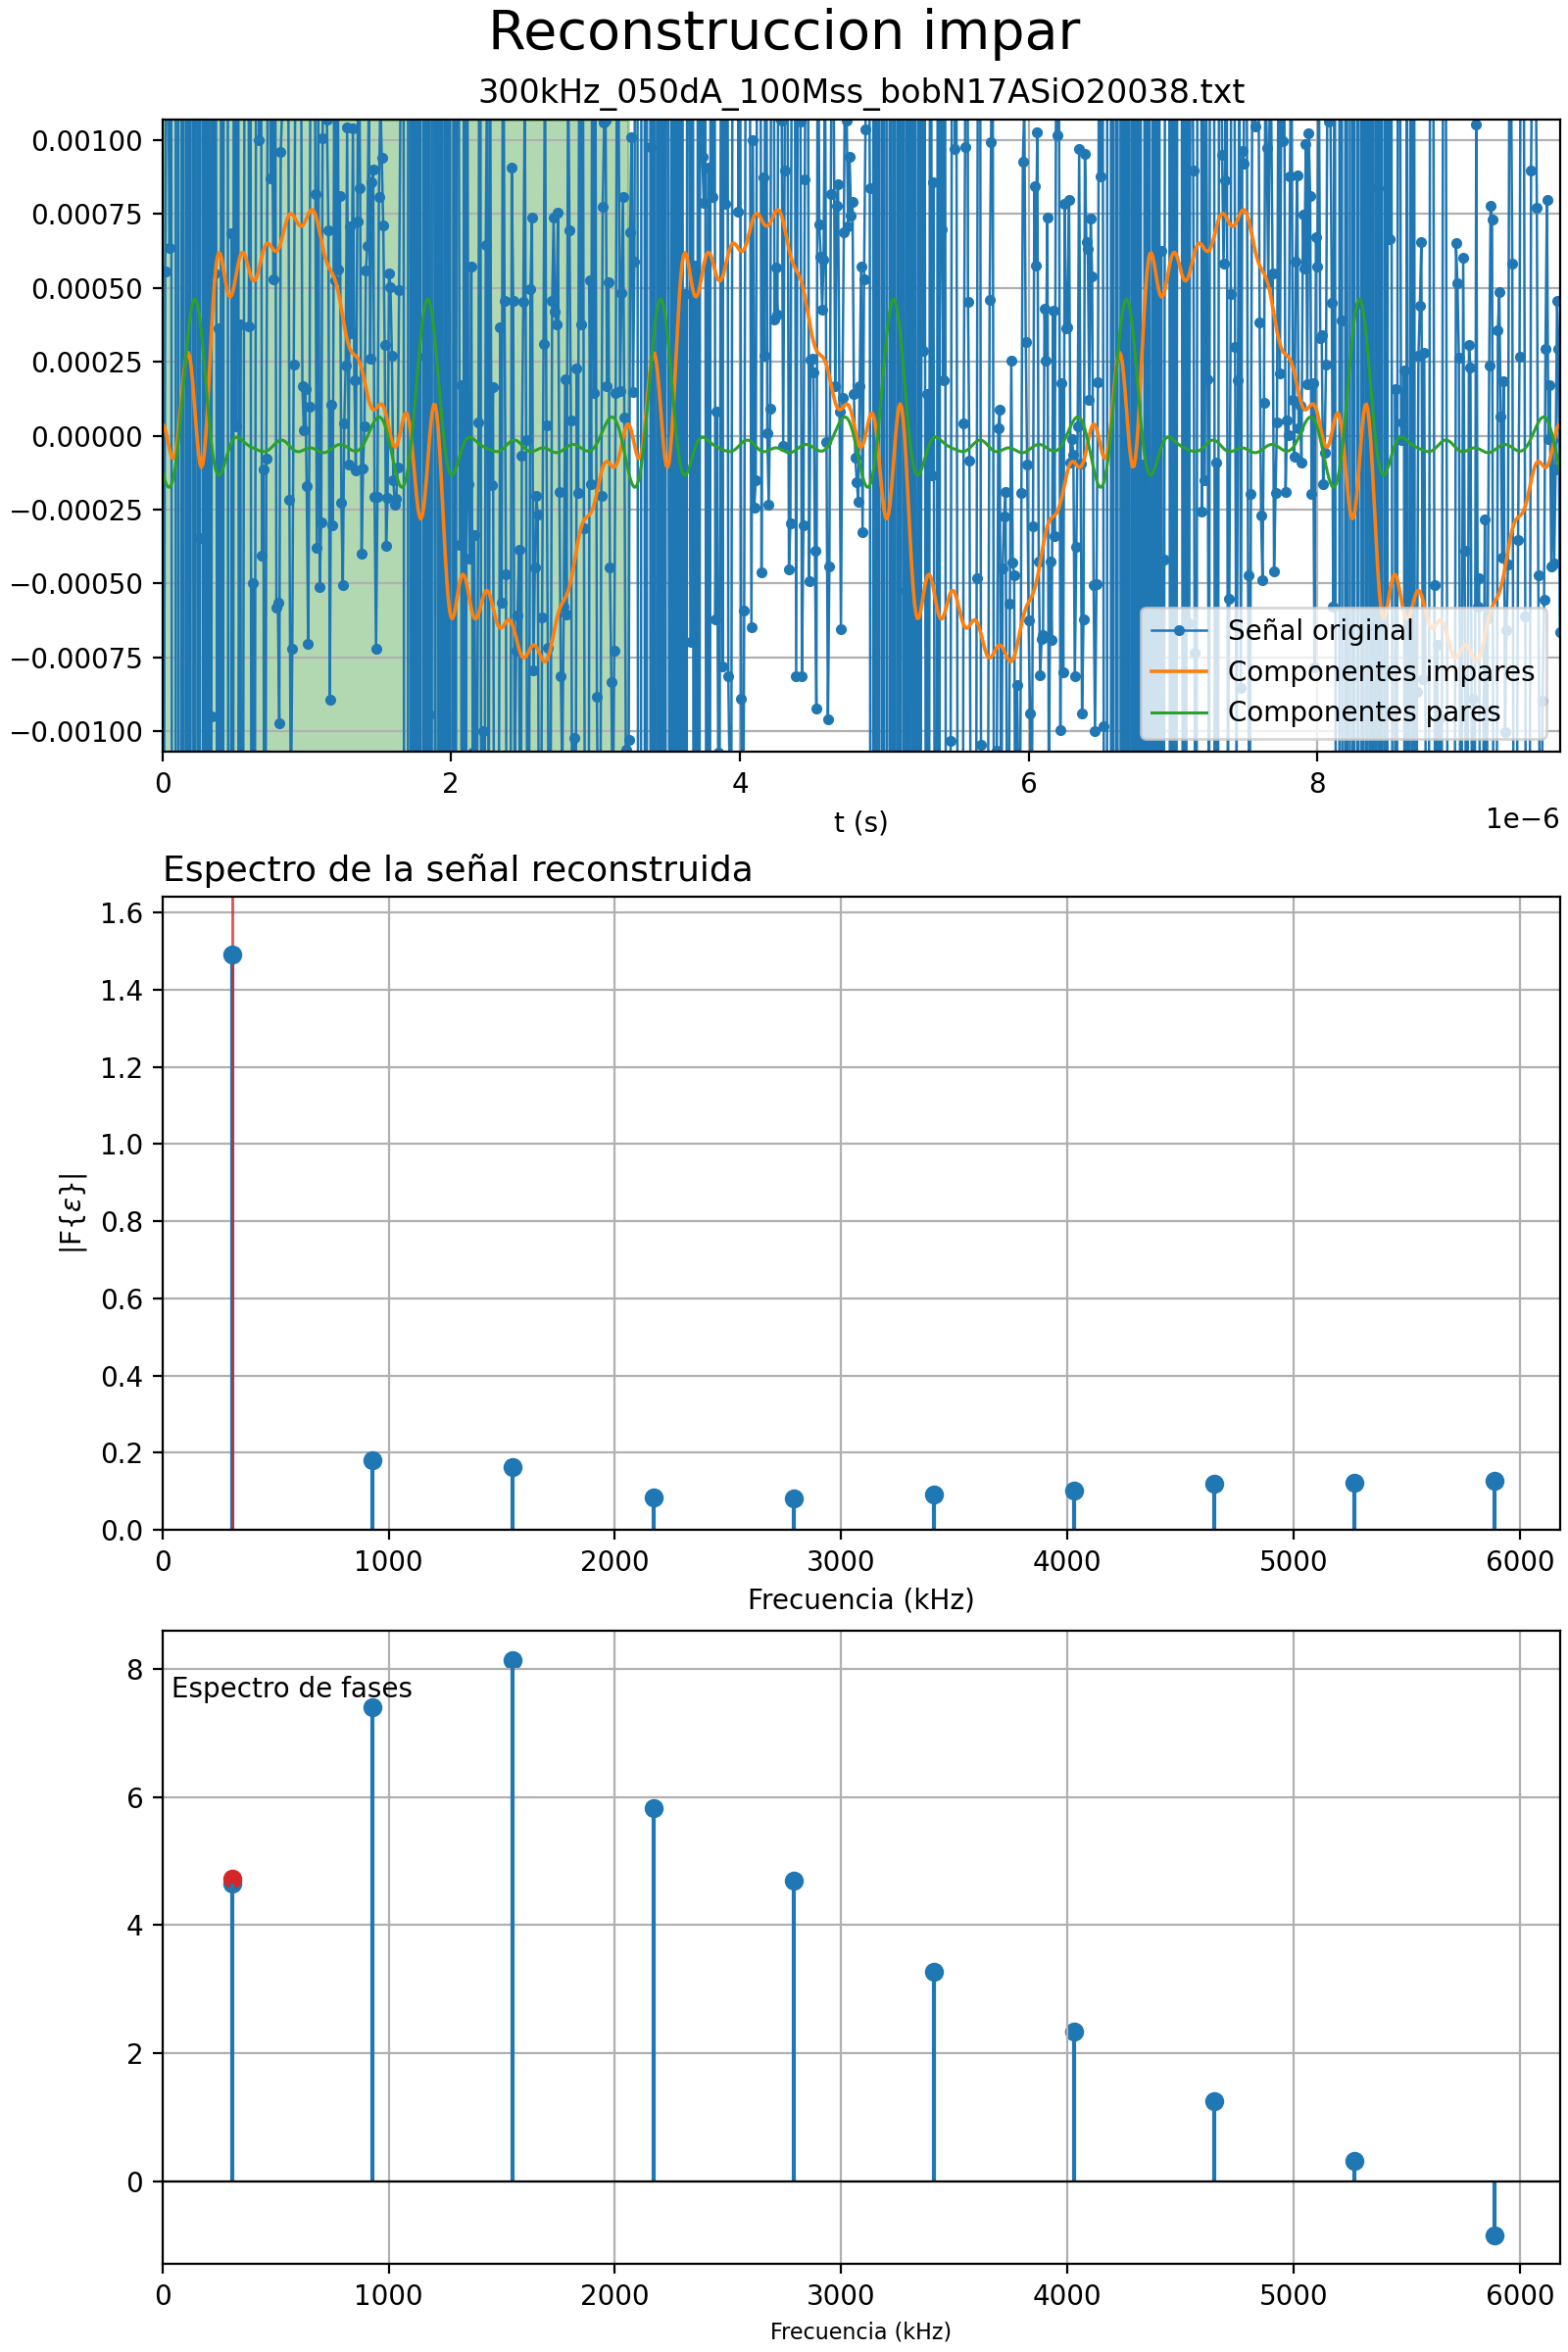 Reconstruccion impar
300kHz_050dA_100Mss_bobN17ASiO20038.txt
0.00100
0.00075
0.00050
0.00025
0.00000
−0.00025
−0.00050
−0.00075
−0.00100
Señal original
Componentes impares
Componentes pares
0 2 4 6 8
t (s)
1e−6
Espectro de la señal reconstruida
1.6
1.4
1.2
1.0
0.8
0.6
0.4
0.2
0.0
|F{ε}|
0 1000 2000 3000 4000 5000 6000
Frecuencia (kHz)
Espectro de fases
8
6
4
2
0
0 1000 2000 3000 4000 5000 6000
Frecuencia (kHz)